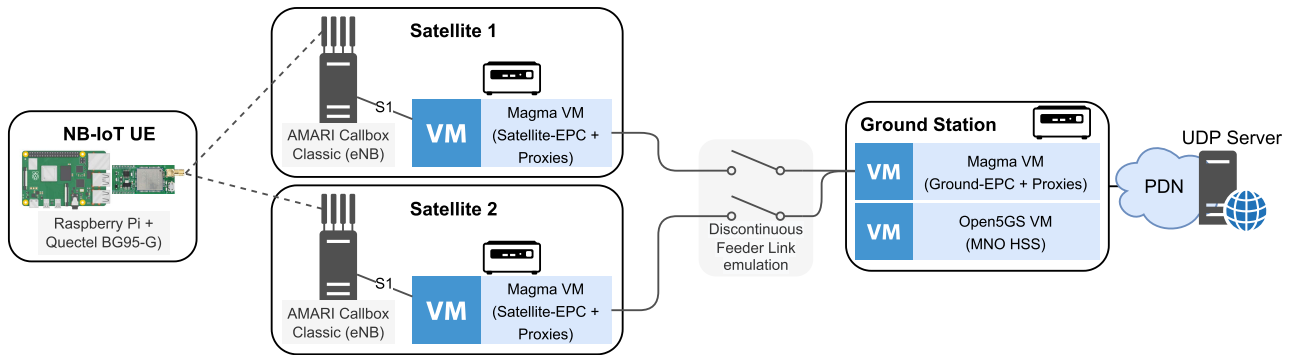 NB-IoT UE
Raspberry Pi +
Quectel BG95-G)
Satellite 1
S1
AMARI Callbox
Classic (eNB)
VM
Magma VM
(Satellite-EPC +
Proxies)
Satellite 2
S1
AMARI Callbox
Classic (eNB)
VM
Magma VM
(Satellite-EPC +
Proxies)
Discontinuous
Feeder Link
emulation
Ground Station
VM
Magma VM
(Ground-EPC + Proxies)
VM
Open5GS VM
(MNO HSS)
PDN
UDP Server